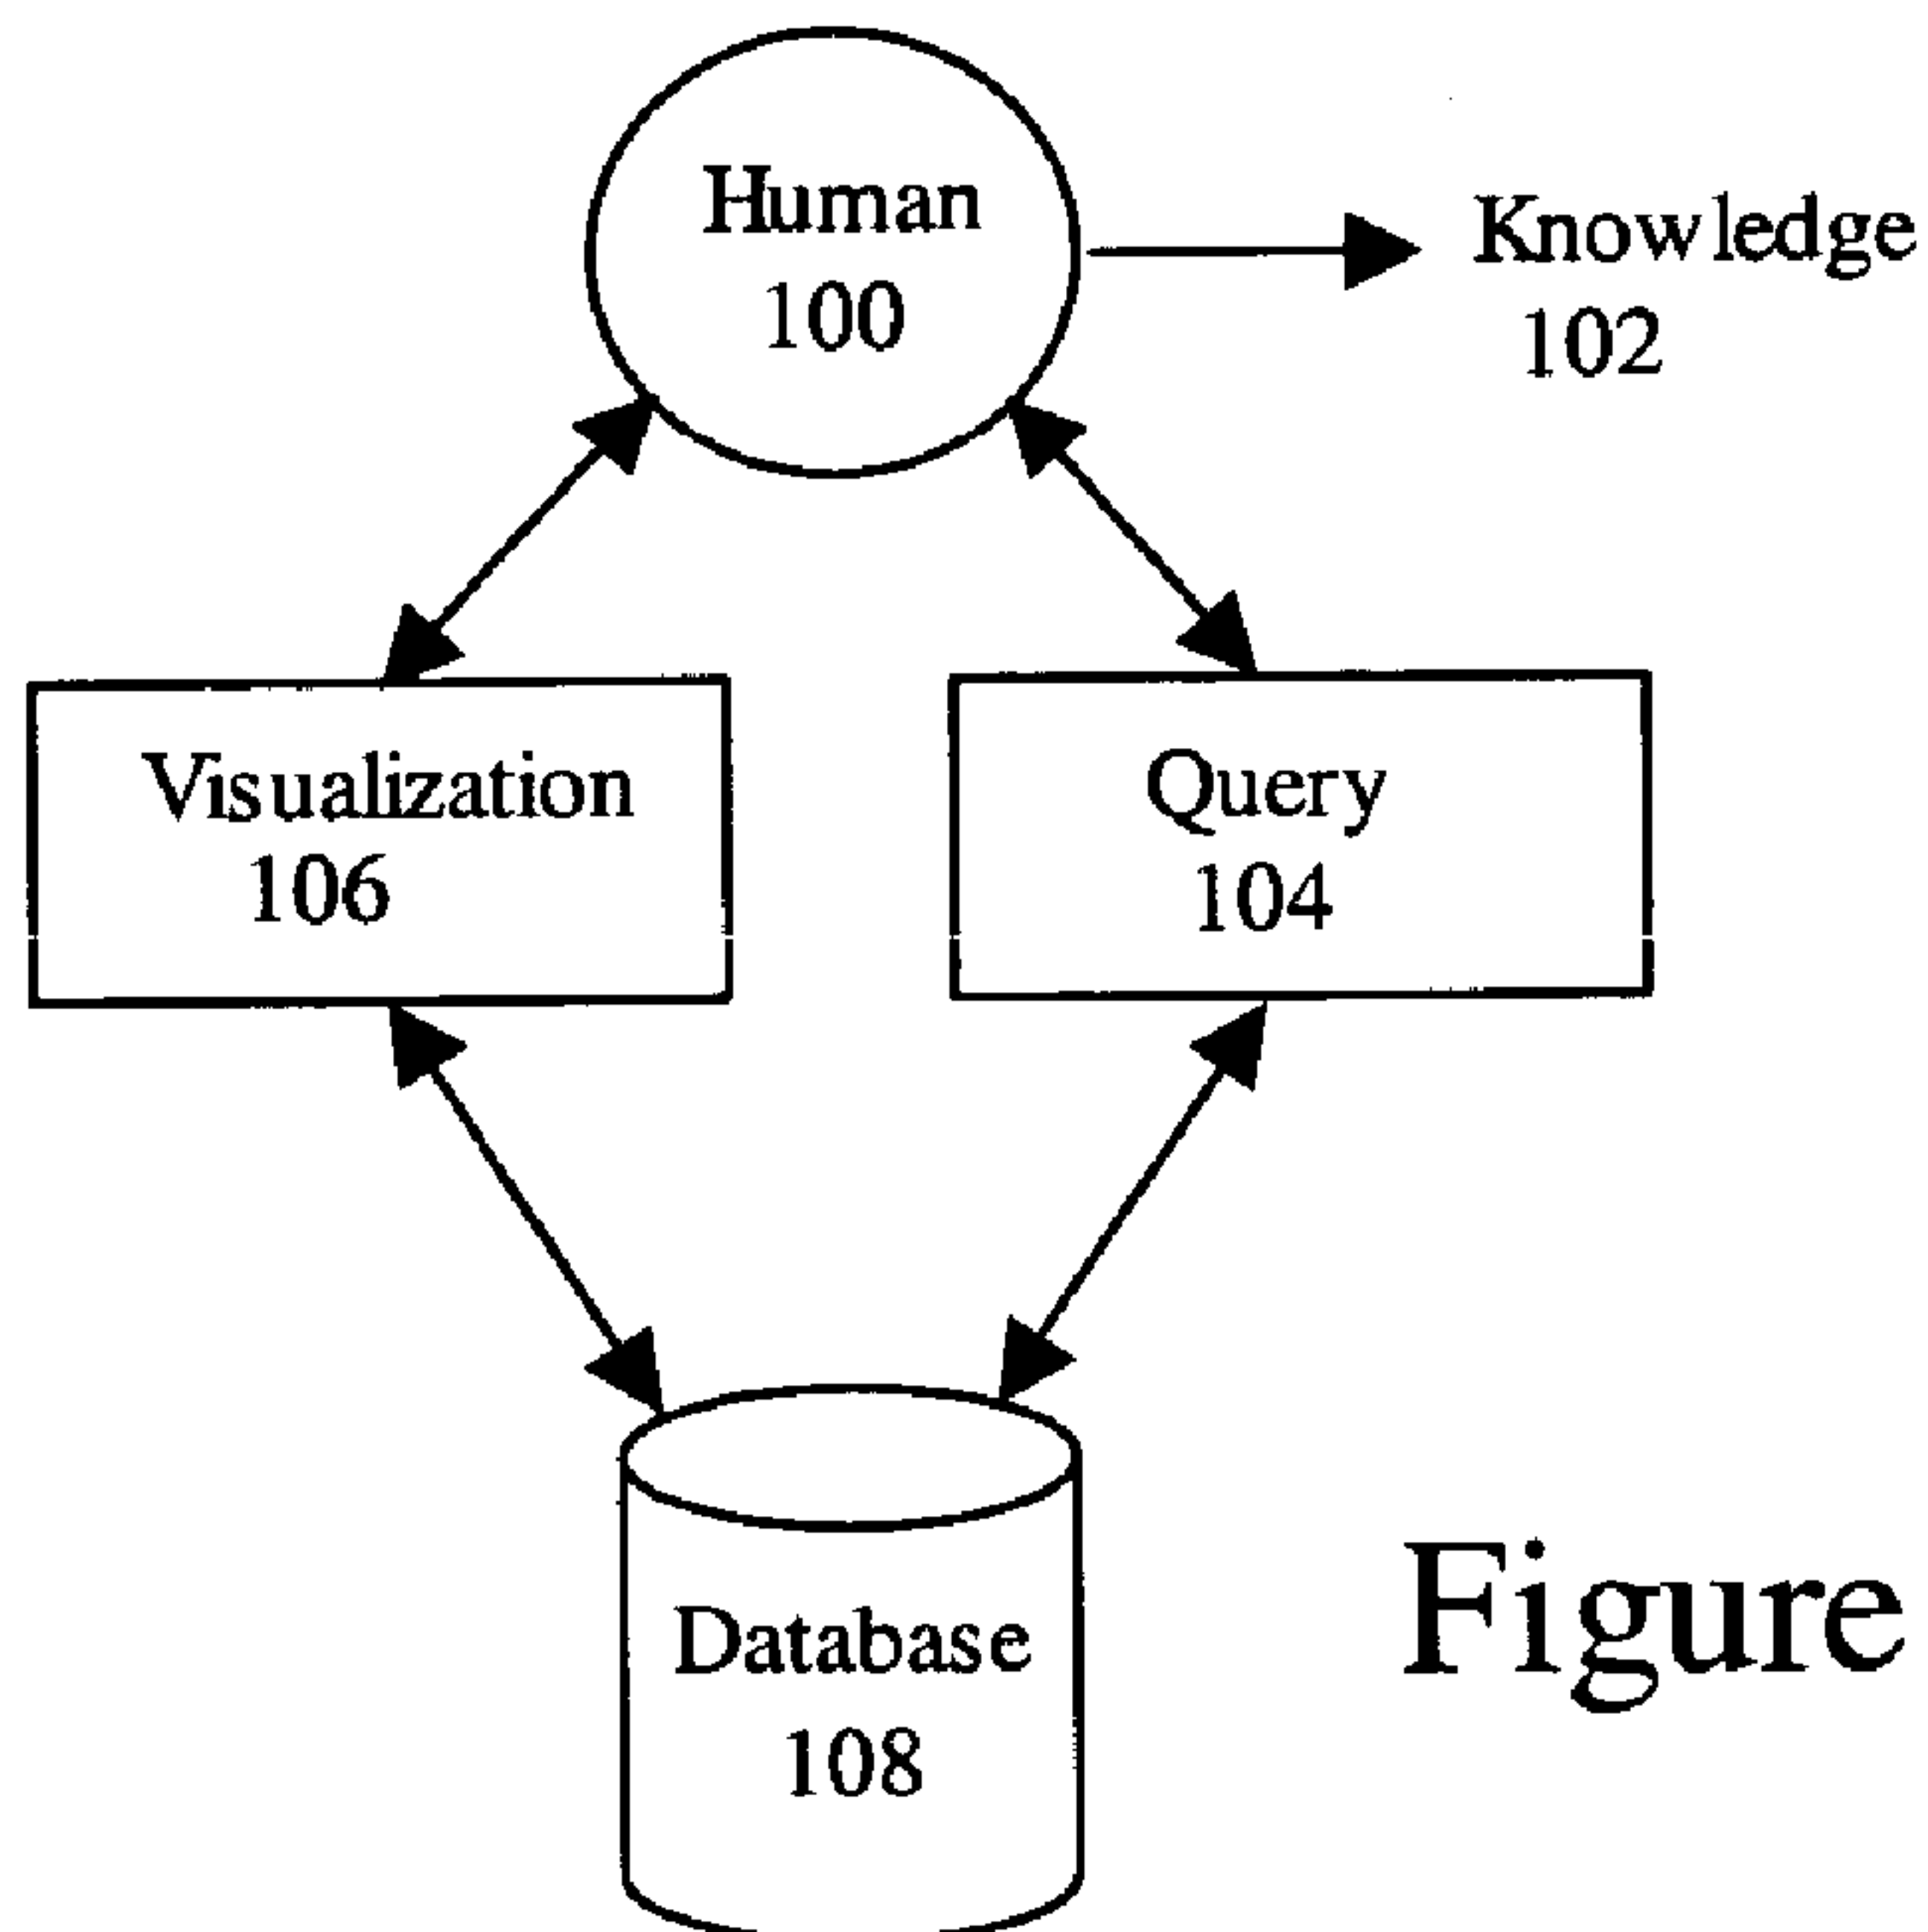 Human
100
Knowledge
102
Visualization
106
Query
104
Database
108
Figure